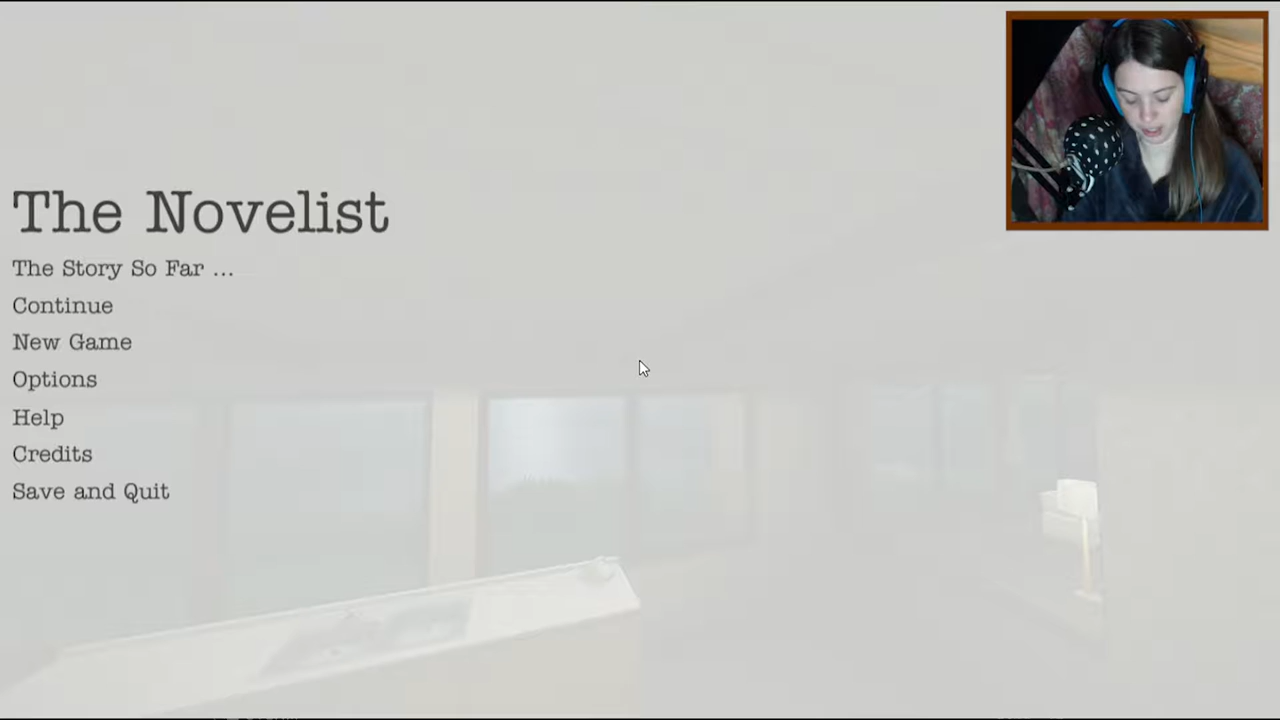 The Novelist
The Story So Far ...
Continue
New Game
Options
Help
Credits
Save and Quit